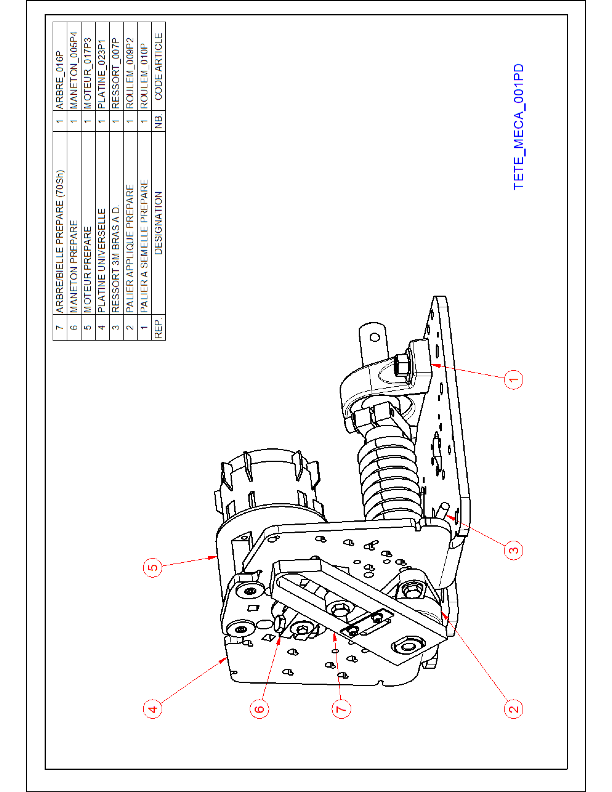 7 ARBRE/BIELLE PREPARE (70Sh) 1 ARBRE_016P
6 MANETON PREPARE 1 MANETON_005P4
5 MOTEUR PREPARE 1 MOTEUR_017P3
4 PLATINE UNIVERSELLE 1 PLATINE_023P1
3 RESSORT 3M BRAS A D 1 RESSORT_007P
2 PALIER APPLIQUE PREPARE 1 ROULEM_009P2
1 PALIER A SEMELLE PREPARE 1 ROULEM_010P
REP. DESIGNATION NB. CODE ARTICLE
TETE_MECA_001PD
4
5
6
7
1
3
2